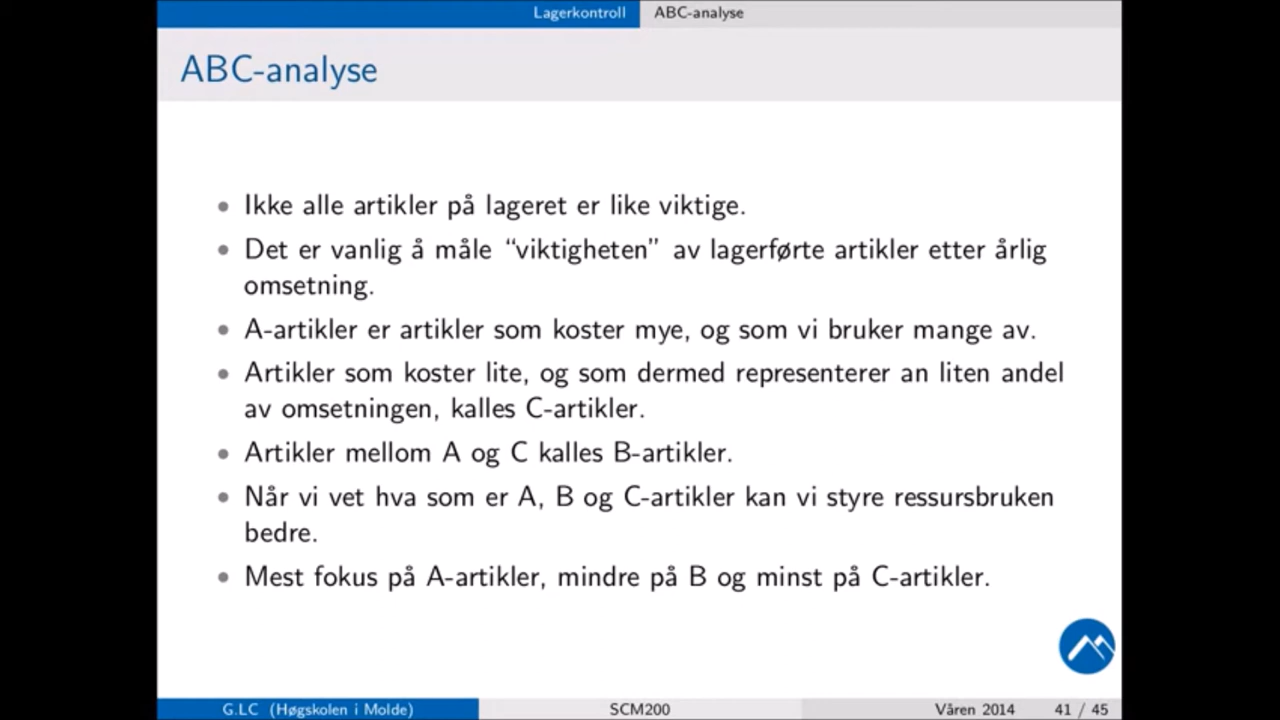 Lagerkontroll ABC-analyse
ABC-analyse
• Ikke alle artikler på lageret er like viktige.
• Det er vanlig å måle “viktigheten” av lagerførte artikler etter årlig
omsetning.
• A-artikler er artikler som koster mye, og som vi bruker mange av.
• Artikler som koster lite, og som dermed representerer an liten andel
av omsetningen, kalles C-artikler.
• Artikler mellom A og C kalles B-artikler.
• Når vi vet hva som er A, B og C-artikler kan vi styre ressursbruken
bedre.
• Mest fokus på A-artikler, mindre på B og minst på C-artikler.
G.LC (Høgskolen i Molde) SCM200 Våren 2014 41 / 45